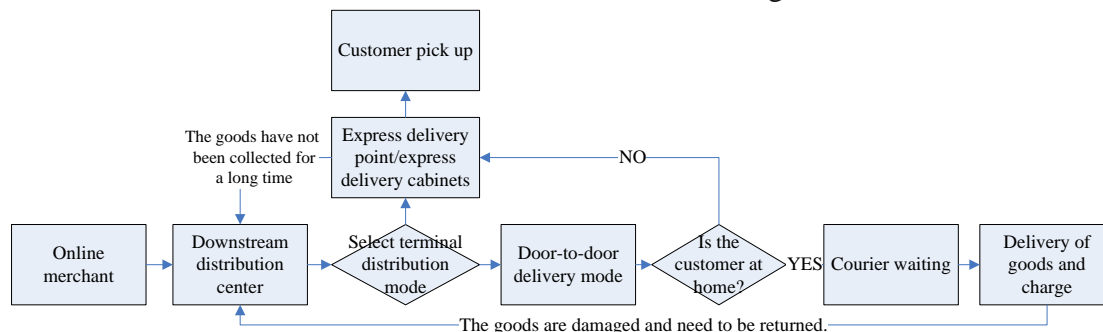 Customer pick up
The goods have not
been collected for
a long time
Express delivery
point/express
delivery cabinets
NO
Online
merchant
Downstream
distribution
center
Select terminal
distribution
mode
Door-to-door
delivery mode
Is the
customer at
home?
YES
Courier waiting
Delivery of
goods and
charge
The goods are damaged and need to be returned.